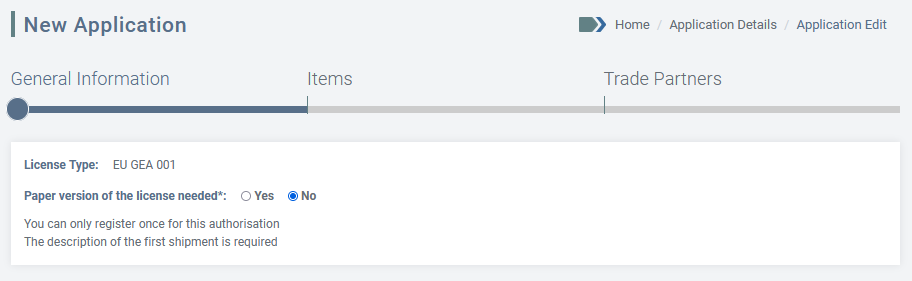 New Application
Home / Application Details / Application Edit
General Information
Items
Trade Partners
License Type: EU GEA 001
Paper version of the license needed*: Yes No
You can only register once for this authorisation
The description of the first shipment is required